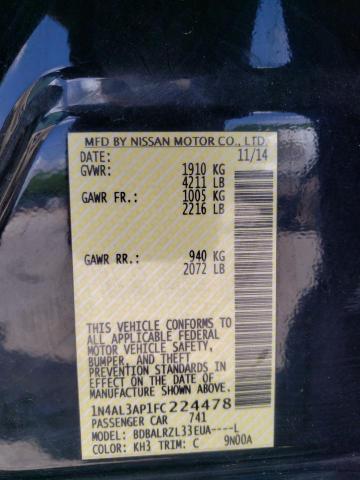 MFD BY NISSAN MOTOR CO., LTD.
DATE: 11/14
GVWR: 1910 KG
4211 LB
GAWR FR.: 1005 KG
2216 LB
GAWR RR.: 940 KG
2072 LB
THIS VEHICLE CONFORMS TO
ALL APPLICABLE FEDERAL
MOTOR VEHICLE SAFETY,
BUMPER, AND THEFT
PREVENTION STANDARDS IN
EFFECT ON THE DATE OF
MANUFACTURE SHOWN ABOVE.
1N4AL3AP1FC224478
PASSENGER CAR 741
MODEL: BDBALRZL33EUA----L
COLOR: KH3 TRIM: C 9N00A